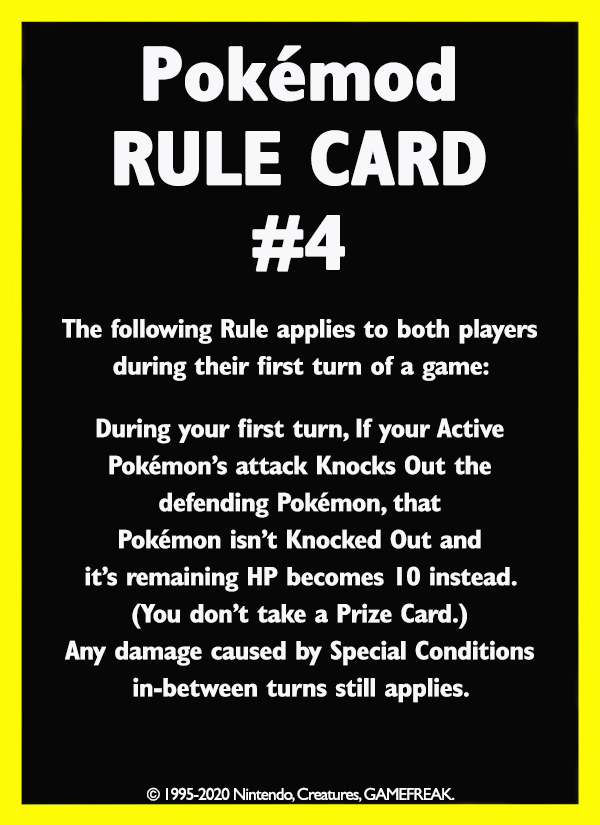 Pokémod
RULE CARD
#4
The following Rule applies to both players
during their first turn of a game:
During your first turn, If your Active
Pokémon's attack Knocks Out the
defending Pokémon, that
Pokémon isn't Knocked Out and
it's remaining HP becomes 10 instead.
(You don't take a Prize Card.)
Any damage caused by Special Conditions
in-between turns still applies.
© 1995-2020 Nintendo, Creatures, GAMEFREAK.